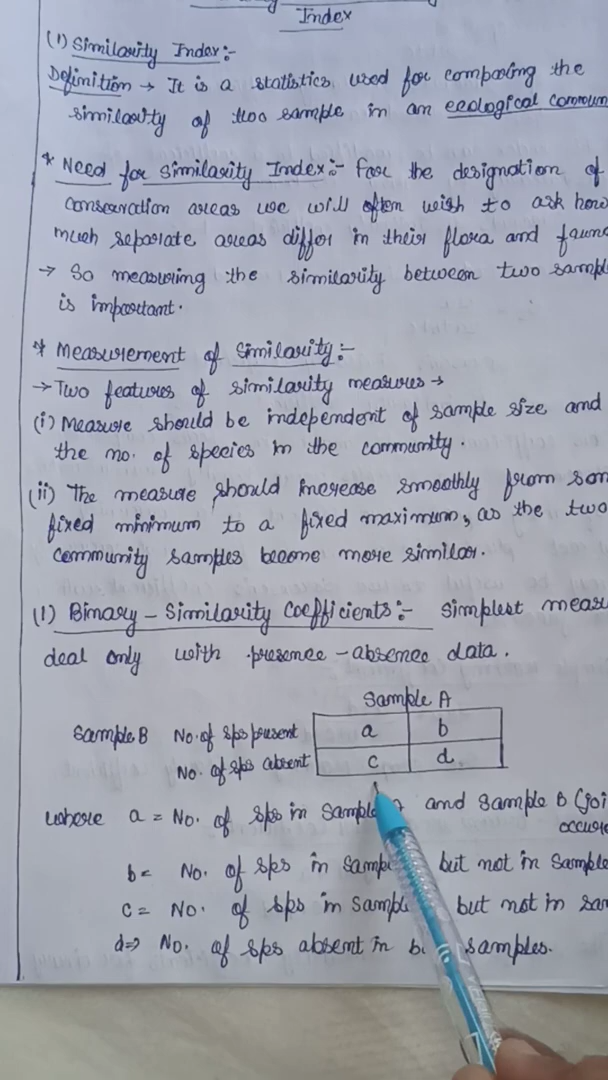 Index
(1) Similarity Index:-
Definition → It is a statistics, used for comparing the
similarity of two sample in an ecological commun
* Need for Similarity Index:- For the designation of
conservation areas we will often wish to ask how
much separate areas differ in their flora and faun
→ So measuring the similarity between two sampl
is important.
* Measurement of Similarity:-
→ Two features of similarity measures →
(i) Measure should be independent of sample size and
the no. of species in the community.
(ii) The measure should increase smoothly from som
fixed minimum to a fixed maximum, as the two
community samples become more similar.
(1) Binary - Similarity Coefficients:- Simplest measu
deal only with presence - absence data.
Sample A
Sample B No. of sps present a b
No. of sps absent c d
where a = No. of sps in Sample and Sample B (joi
occure
b = No. of sps in Samp but not in Sample
c = No. of sps in Sampl but not in Sam
d ⇒ No. of sps absent in b samples.